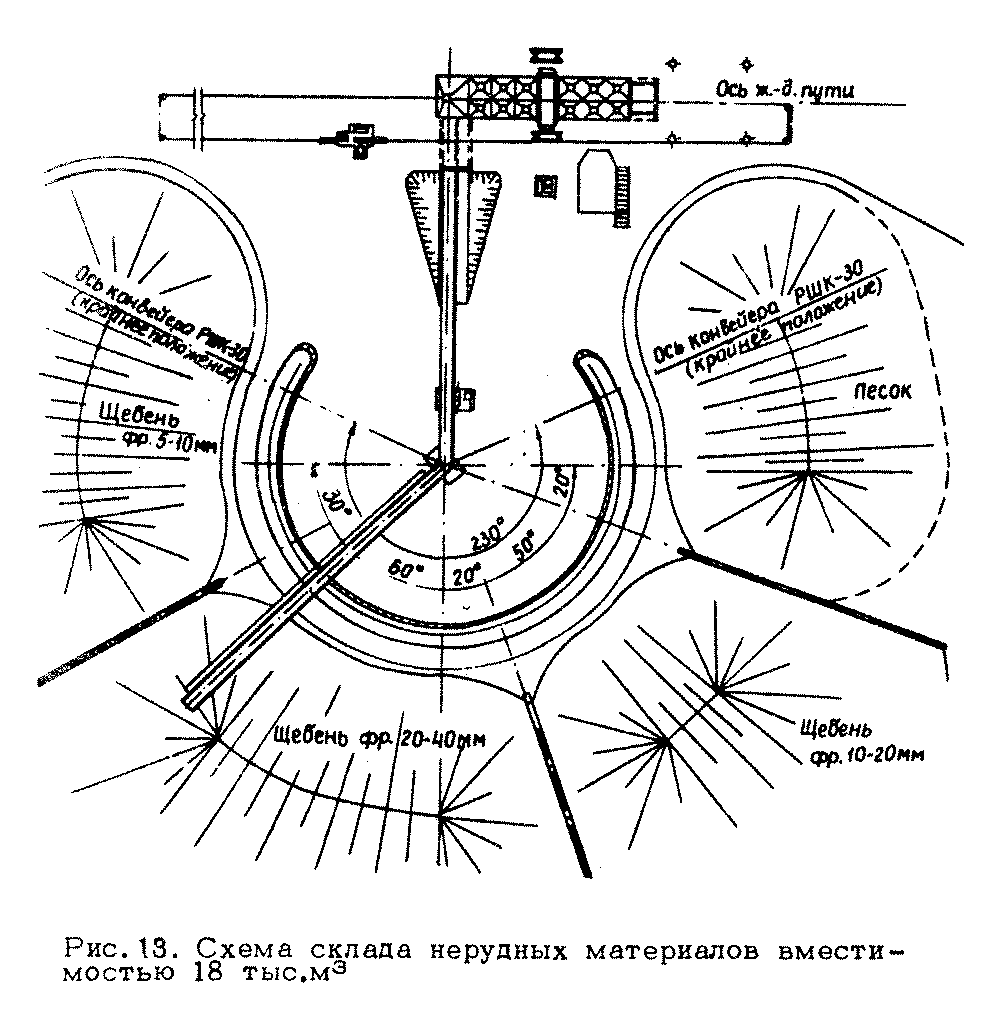 Ось ж.-д. пути
Ось конвейера РШК-30
(крайнее положение)
Ось конвейера РШК-30
(крайнее положение)
Песок
Щебень
фр. 5-10мм
30°
60°
20°
230°
50°
20°
Щебень фр. 20-40мм
Щебень
фр. 10-20мм
Рис. 13. Схема склада нерудных материалов вмести-
мостью 18 тыс.м³